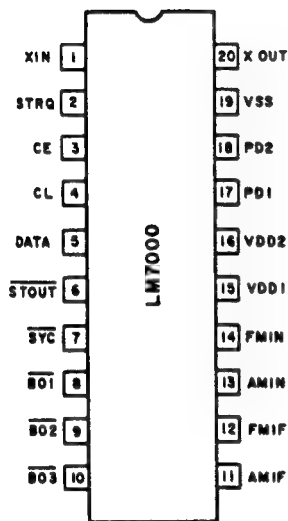 XIN 1 20 X OUT
STRQ 2 19 VSS
CE 3 18 PD2
CL 4 17 PD1
DATA 5 16 VDD2
STOUT 6 15 VDD1
SYC 7 14 FMIN
BO1 8 13 AMIN
BO2 9 12 FMIF
BO3 10 11 AMIF
LM7000